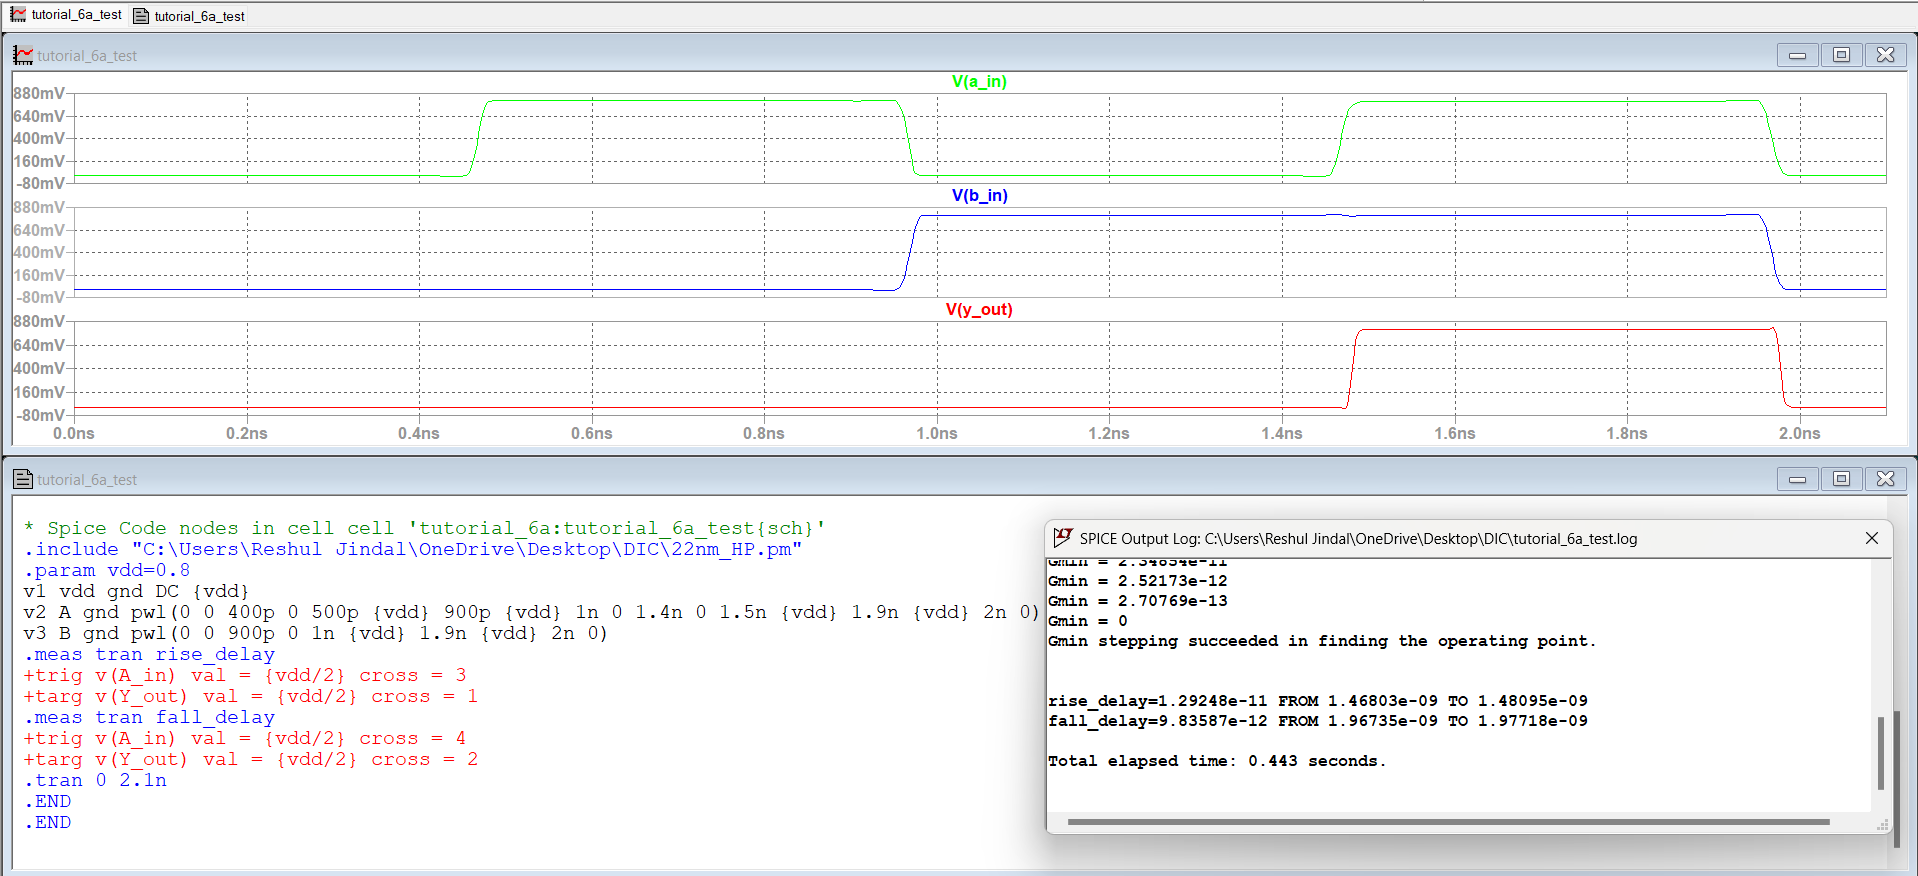 tutorial_6a_test tutorial_6a_test
tutorial_6a_test
V(a_in)
880mV
640mV
400mV
160mV
-80mV
V(b_in)
880mV
640mV
400mV
160mV
-80mV
V(y_out)
880mV
640mV
400mV
160mV
-80mV
0.0ns 0.2ns 0.4ns 0.6ns 0.8ns 1.0ns 1.2ns 1.4ns 1.6ns 1.8ns 2.0ns
tutorial_6a_test
* Spice Code nodes in cell cell 'tutorial_6a:tutorial_6a_test{sch}'
.include "C:\Users\Reshul Jindal\OneDrive\Desktop\DIC\22nm_HP.pm"
.param vdd=0.8
v1 vdd gnd DC {vdd}
v2 A gnd pwl(0 0 400p 0 500p {vdd} 900p {vdd} 1n 0 1.4n 0 1.5n {vdd} 1.9n {vdd} 2n 0)
v3 B gnd pwl(0 0 900p 0 1n {vdd} 1.9n {vdd} 2n 0)
.meas tran rise_delay
+trig v(A_in) val = {vdd/2} cross = 3
+targ v(Y_out) val = {vdd/2} cross = 1
.meas tran fall_delay
+trig v(A_in) val = {vdd/2} cross = 4
+targ v(Y_out) val = {vdd/2} cross = 2
.tran 0 2.1n
.END
.END
SPICE Output Log: C:\Users\Reshul Jindal\OneDrive\Desktop\DIC\tutorial_6a_test.log
Gmin = 2.34854e-11
Gmin = 2.52173e-12
Gmin = 2.70769e-13
Gmin = 0
Gmin stepping succeeded in finding the operating point.
rise_delay=1.29248e-11 FROM 1.46803e-09 TO 1.48095e-09
fall_delay=9.83587e-12 FROM 1.96735e-09 TO 1.97718e-09
Total elapsed time: 0.443 seconds.